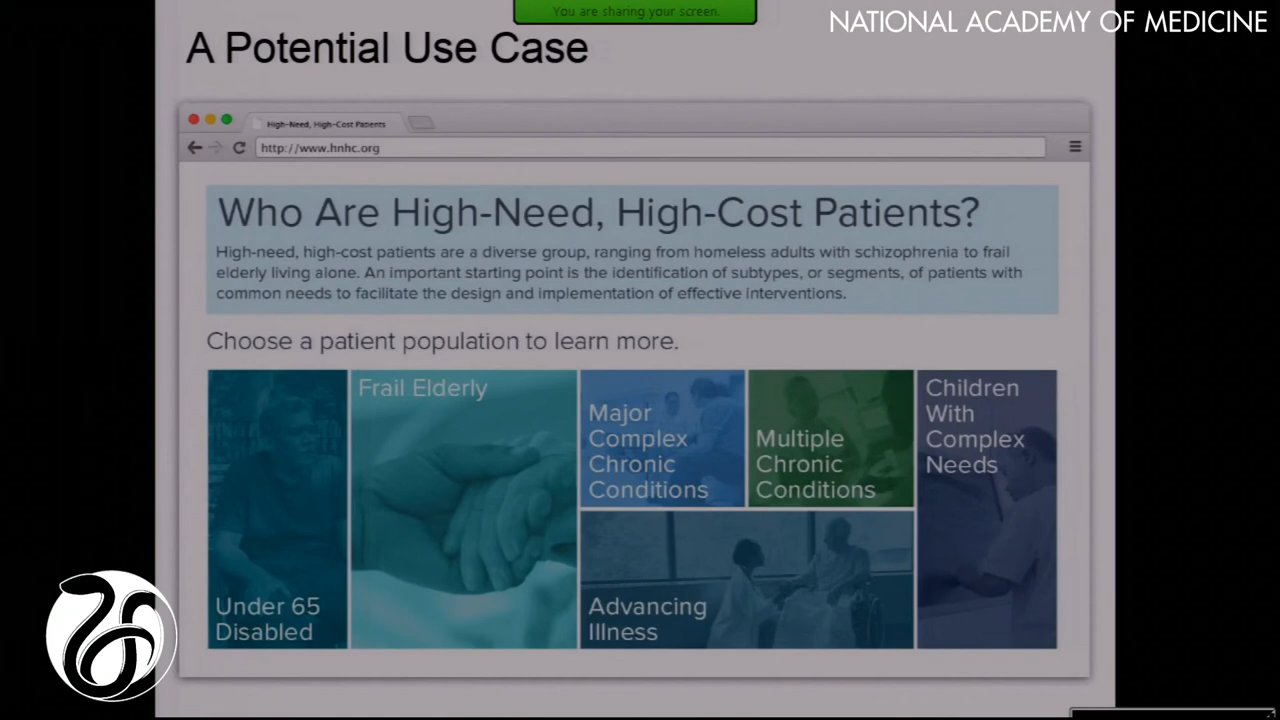 You are sharing your screen.
NATIONAL ACADEMY OF MEDICINE
A Potential Use Case
High-Need, High-Cost Patients
http://www.hnhc.org
Who Are High-Need, High-Cost Patients?
High-need, high-cost patients are a diverse group, ranging from homeless adults with schizophrenia to frail
elderly living alone. An important starting point is the identification of subtypes, or segments, of patients with
common needs to facilitate the design and implementation of effective interventions.
Choose a patient population to learn more.
Under 65
Disabled
Frail Elderly
Major
Complex
Chronic
Conditions
Multiple
Chronic
Conditions
Advancing
Illness
Children
With
Complex
Needs